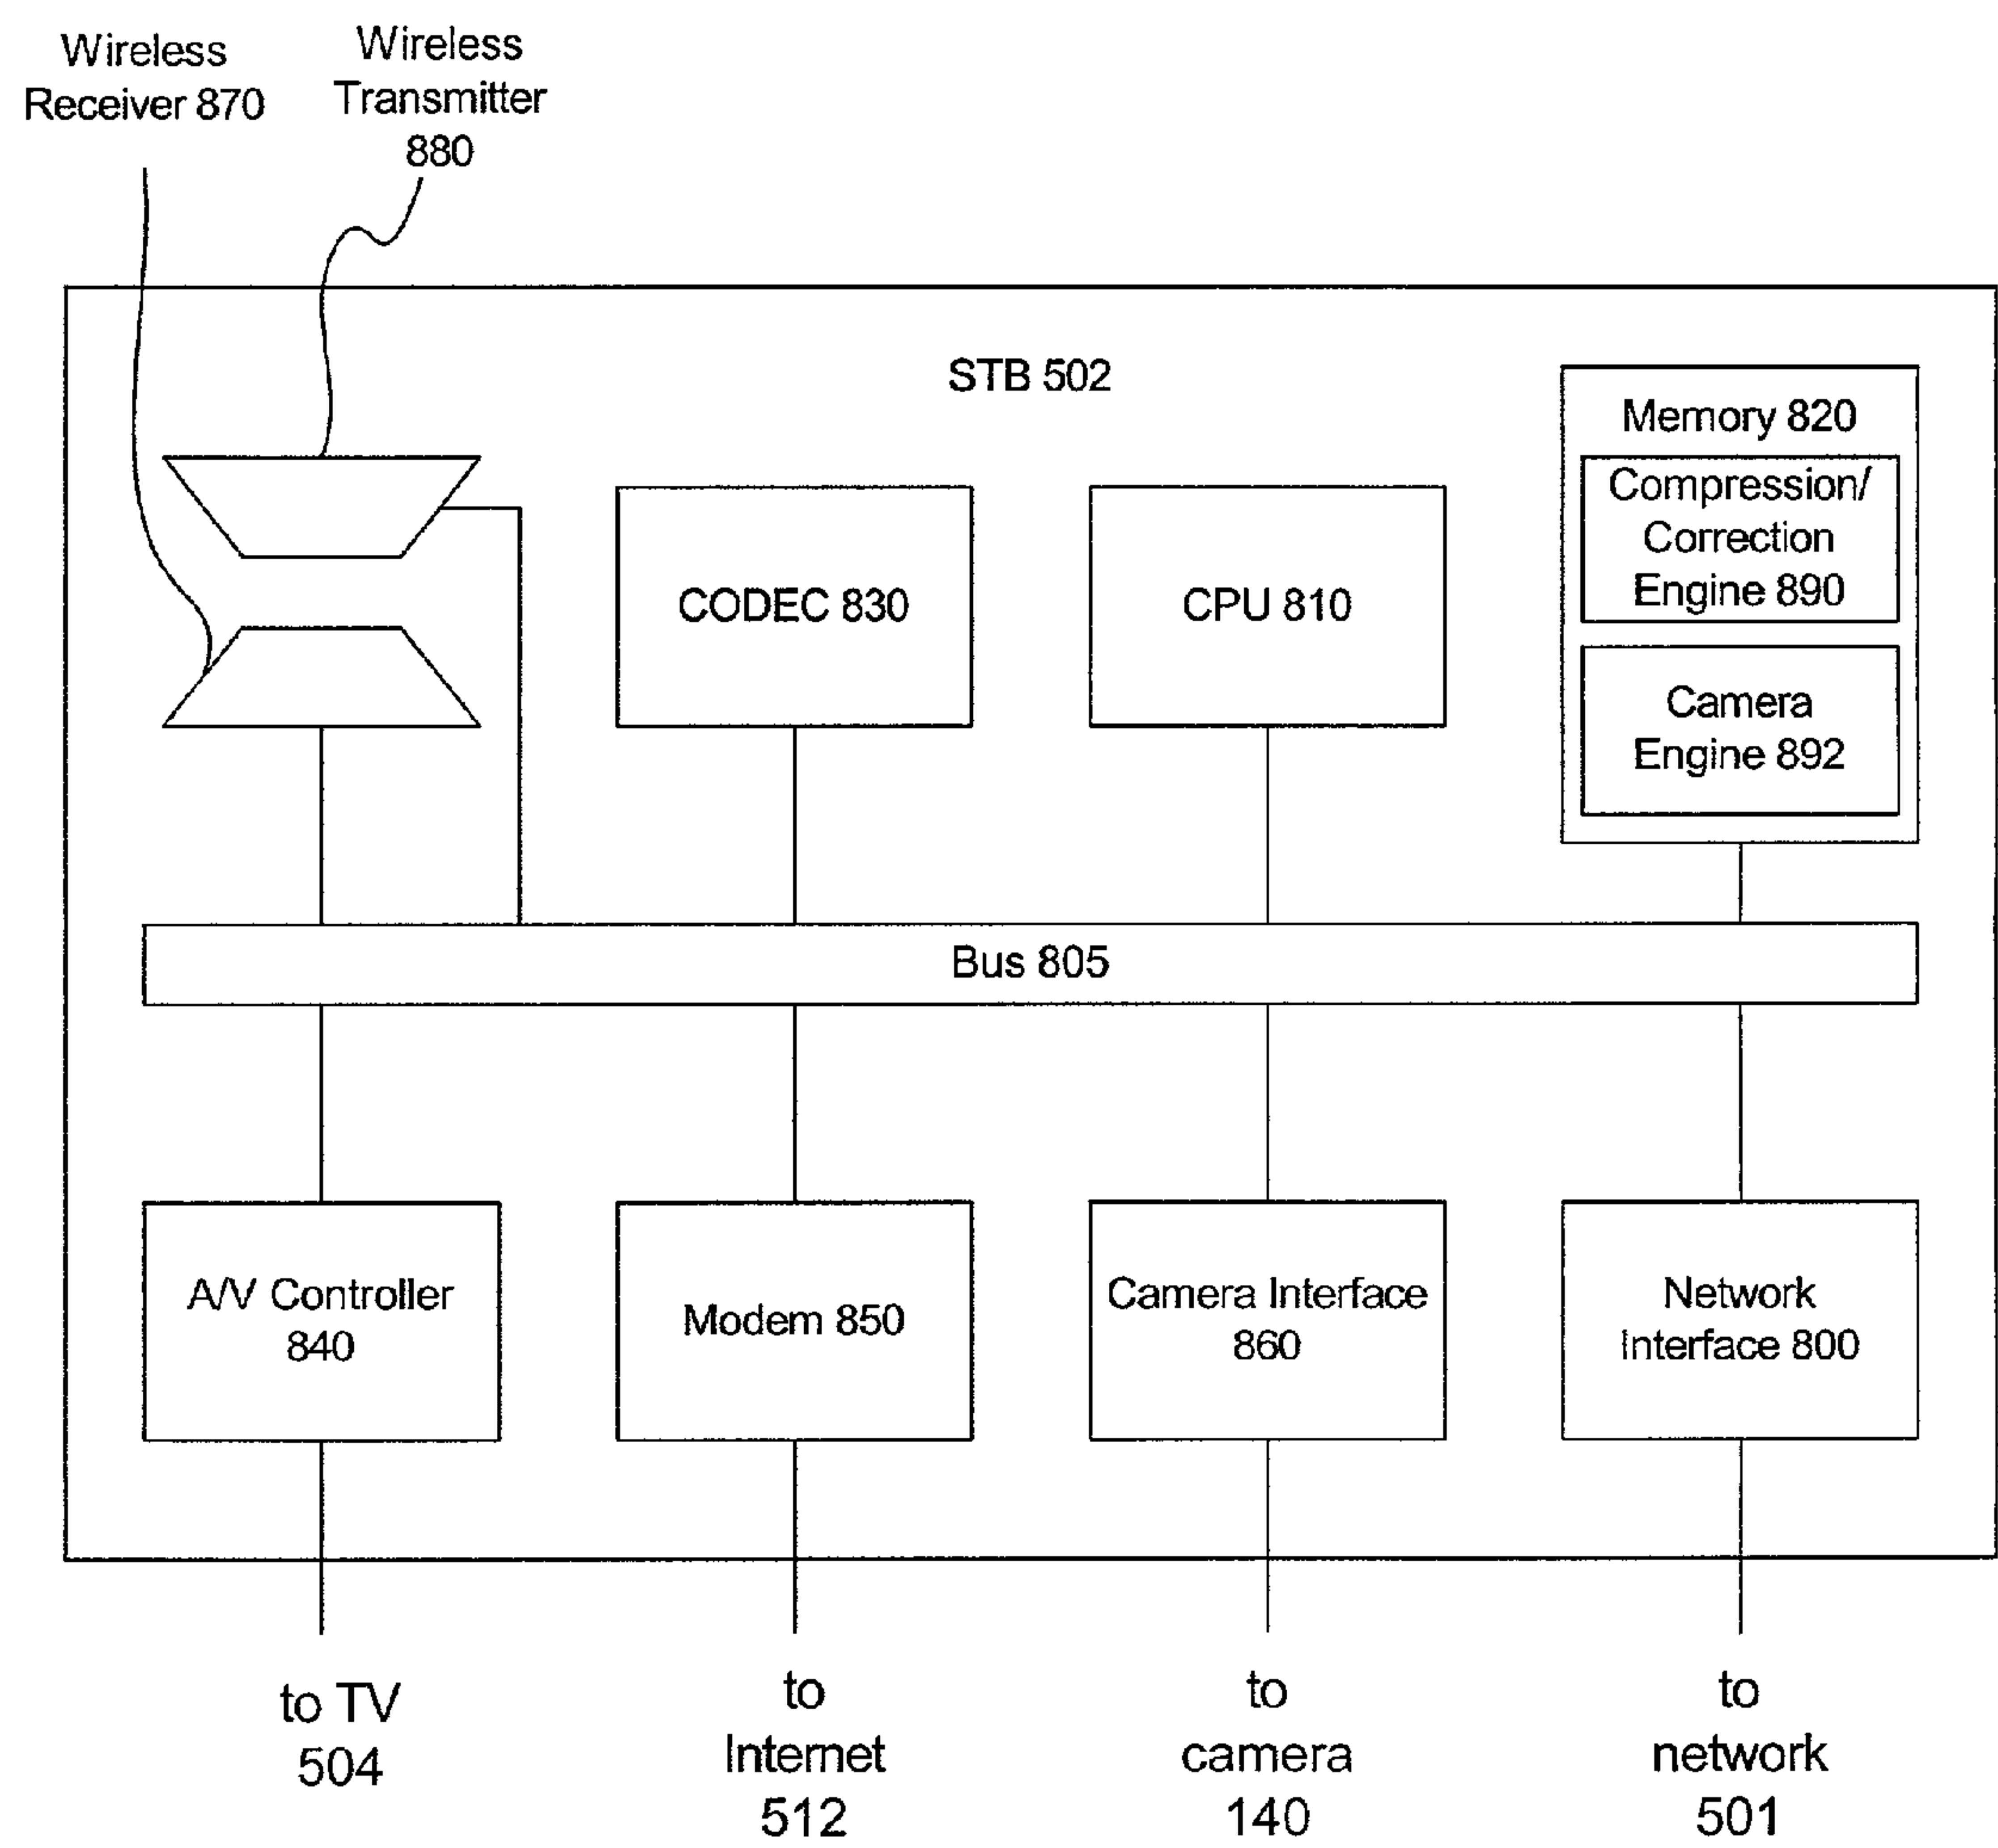 Wireless
Receiver 870
Wireless
Transmitter
880
STB 502
Memory 820
Compression/
Correction
Engine 890
CODEC 830
CPU 810
Camera
Engine 892
Bus 805
A/V Controller
840
Modem 850
Camera Interface
860
Network
Interface 800
to TV
504
to
Internet
512
to
camera
140
to
network
501